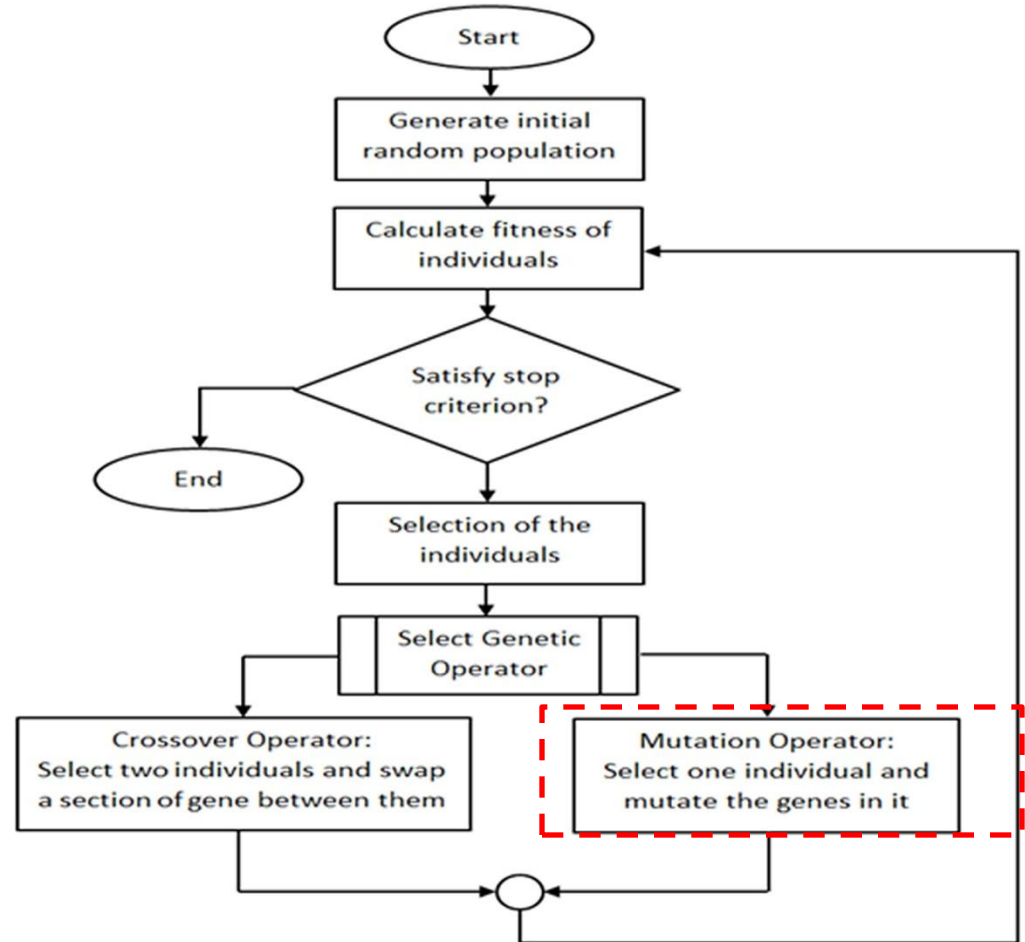 Start
Generate initial
random population
Calculate fitness of
individuals
Satisfy stop
criterion?
End
Selection of the
individuals
Select Genetic
Operator
Crossover Operator:
Select two individuals and swap
a section of gene between them
Mutation Operator:
Select one individual and
mutate the genes in it